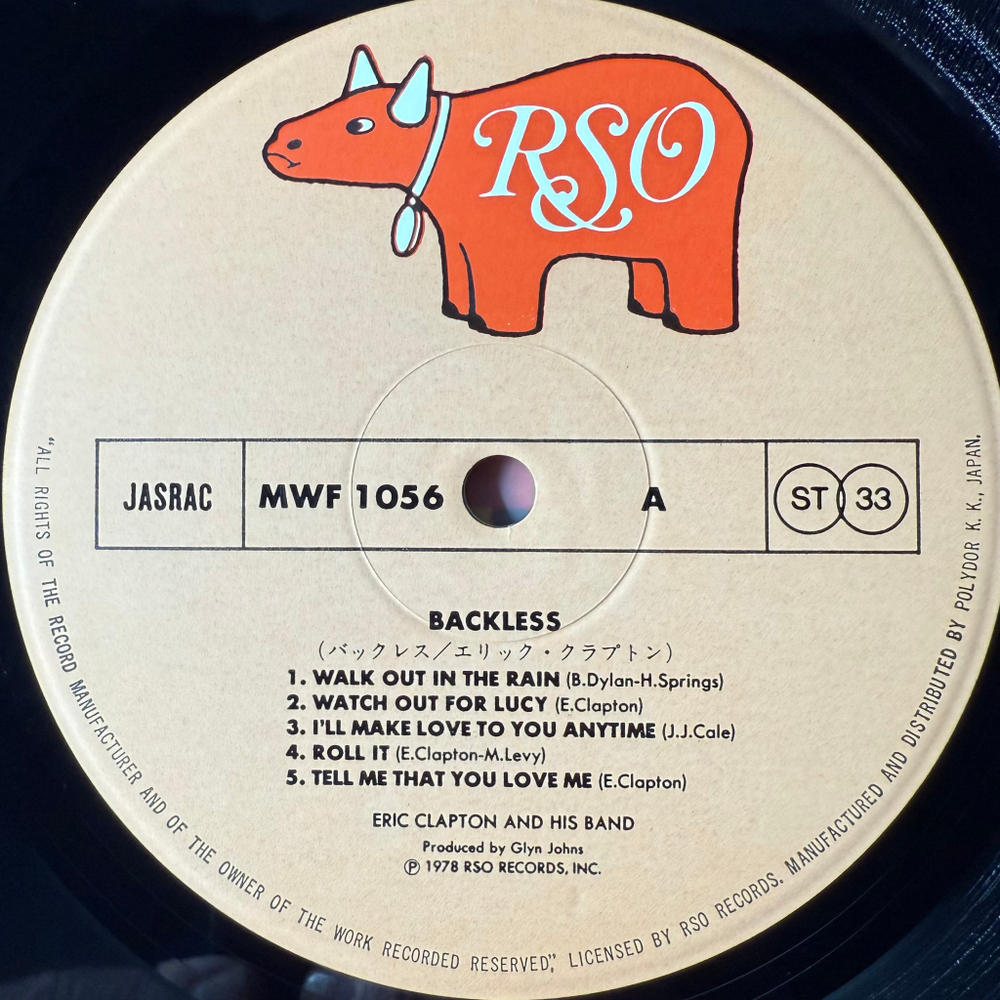 RSO
JASRAC
MWF 1056
A
ST 33
BACKLESS
(バックレス／エリック・クラプトン)
1. WALK OUT IN THE RAIN (B.Dylan-H.Springs)
2. WATCH OUT FOR LUCY (E.Clapton)
3. I'LL MAKE LOVE TO YOU ANYTIME (J.J.Cale)
4. ROLL IT (E.Clapton-M.Levy)
5. TELL ME THAT YOU LOVE ME (E.Clapton)
ERIC CLAPTON AND HIS BAND
Produced by Glyn Johns
Ⓟ 1978 RSO RECORDS, INC.
"ALL RIGHTS OF THE RECORD MANUFACTURER AND OF THE OWNER OF THE WORK RECORDED RESERVED", LICENSED BY RSO RECORDS. MANUFACTURED AND DISTRIBUTED BY POLYDOR K. K., JAPAN.